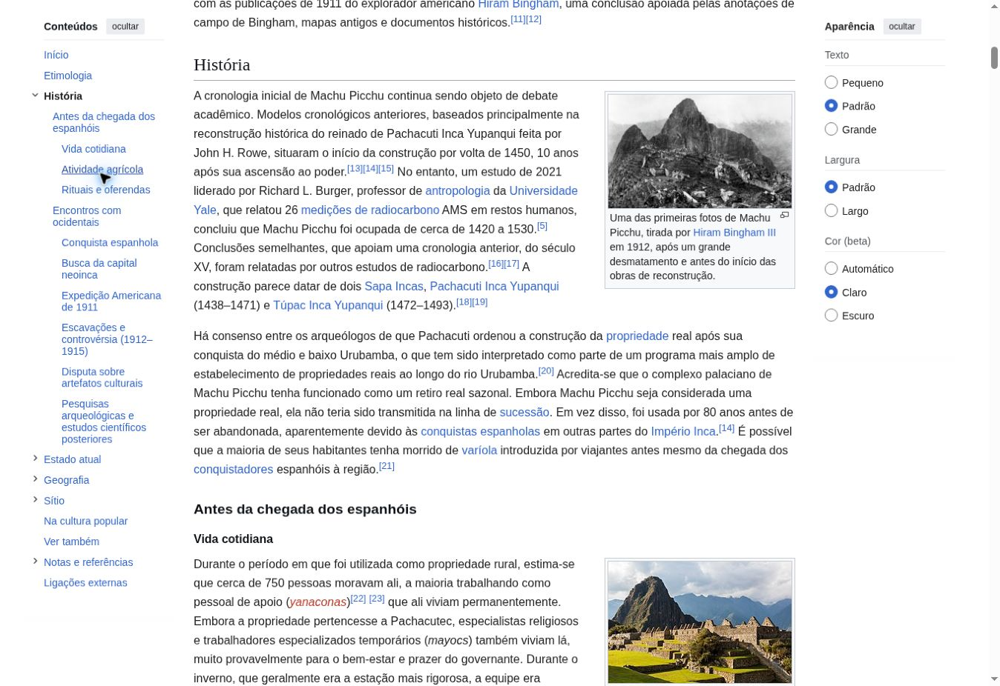 Conteúdos ocultar
Início
Etimologia
História
Antes da chegada dos
espanhóis
Vida cotidiana
Atividade agrícola
Rituais e oferendas
Encontros com
ocidentais
Conquista espanhola
Busca da capital
neoinca
Expedição Americana
de 1911
Escavações e
controvérsia (1912–
1915)
Disputa sobre
artefatos culturais
Pesquisas
arqueológicas e
estudos científicos
posteriores
Estado atual
Geografia
Sítio
Na cultura popular
Ver também
Notas e referências
Ligações externas
com as publicações de 1911 do explorador americano Hiram Bingham, uma conclusão apoiada pelas anotações de
campo de Bingham, mapas antigos e documentos históricos.[11][12]
História
A cronologia inicial de Machu Picchu continua sendo objeto de debate
acadêmico. Modelos cronológicos anteriores, baseados principalmente na
reconstrução histórica do reinado de Pachacuti Inca Yupanqui feita por
John H. Rowe, situaram o início da construção por volta de 1450, 10 anos
após sua ascensão ao poder.[13][14][15] No entanto, um estudo de 2021
liderado por Richard L. Burger, professor de antropologia da Universidade
Yale, que relatou 26 medições de radiocarbono AMS em restos humanos,
concluiu que Machu Picchu foi ocupada de cerca de 1420 a 1530.[5]
Conclusões semelhantes, que apoiam uma cronologia anterior, do século
XV, foram relatadas por outros estudos de radiocarbono.[16][17] A
construção parece datar de dois Sapa Incas, Pachacuti Inca Yupanqui
(1438–1471) e Túpac Inca Yupanqui (1472–1493).[18][19]
Uma das primeiras fotos de Machu
Picchu, tirada por Hiram Bingham III
em 1912, após um grande
desmatamento e antes do início das
obras de reconstrução.
Há consenso entre os arqueólogos de que Pachacuti ordenou a construção da propriedade real após sua
conquista do médio e baixo Urubamba, o que tem sido interpretado como parte de um programa mais amplo de
estabelecimento de propriedades reais ao longo do rio Urubamba.[20] Acredita-se que o complexo palaciano de
Machu Picchu tenha funcionado como um retiro real sazonal. Embora Machu Picchu seja considerada uma
propriedade real, ela não teria sido transmitida na linha de sucessão. Em vez disso, foi usada por 80 anos antes de
ser abandonada, aparentemente devido às conquistas espanholas em outras partes do Império Inca.[14] É possível
que a maioria de seus habitantes tenha morrido de varíola introduzida por viajantes antes mesmo da chegada dos
conquistadores espanhóis à região.[21]
Antes da chegada dos espanhóis
Vida cotidiana
Durante o período em que foi utilizada como propriedade rural, estima-se
que cerca de 750 pessoas moravam ali, a maioria trabalhando como
pessoal de apoio (yanaconas)[22] [23] que ali viviam permanentemente.
Embora a propriedade pertencesse a Pachacutec, especialistas religiosos
e trabalhadores especializados temporários (mayocs) também viviam lá,
muito provavelmente para o bem-estar e prazer do governante. Durante o
inverno, que geralmente era a estação mais rigorosa, a equipe era
Aparência ocultar
Texto
Pequeno
Padrão
Grande
Largura
Padrão
Largo
Cor (beta)
Automático
Claro
Escuro